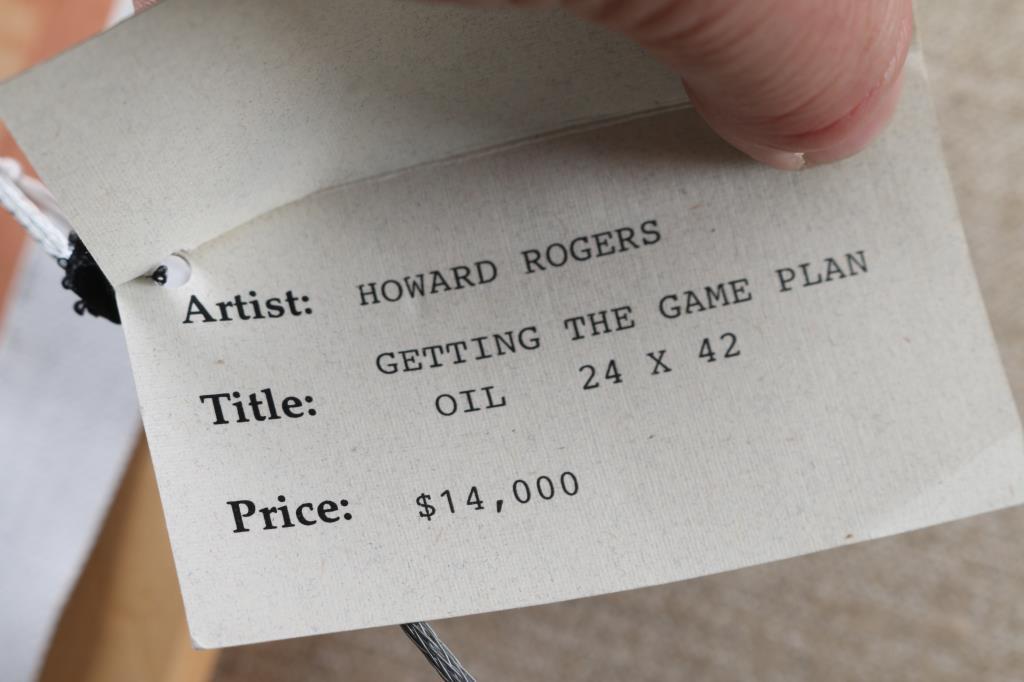 Artist: HOWARD ROGERS
GETTING THE GAME PLAN
Title: OIL 24 X 42
Price: $14,000